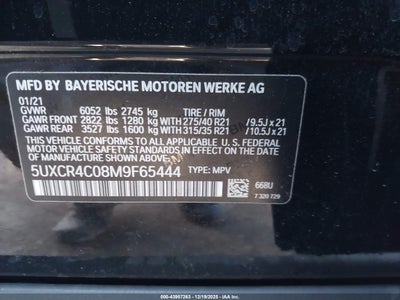 MFD BY BAYERISCHE MOTOREN WERKE AG
01/21
GVWR 6052 lbs 2745 kg TIRE / RIM
GAWR FRONT 2822 lbs 1280 kg 275/40 R21 / 9.5J x 21
GAWR REAR 3527 lbs 1600 kg 315/35 R21 / 10.5J x 21
THIS VEHICLE CONFORMS TO ALL APPLICABLE
U. S. FEDERAL MOTOR VEHICLE SAFETY
STANDARDS IN EFFECT ON THE DATE OF
MANUFACTURE SHOWN ABOVE.
5UXCR4C08M9F65444 TYPE: MPV
668U
7 320 729
000-43997263 - 12/19/2025 - IAA Inc.